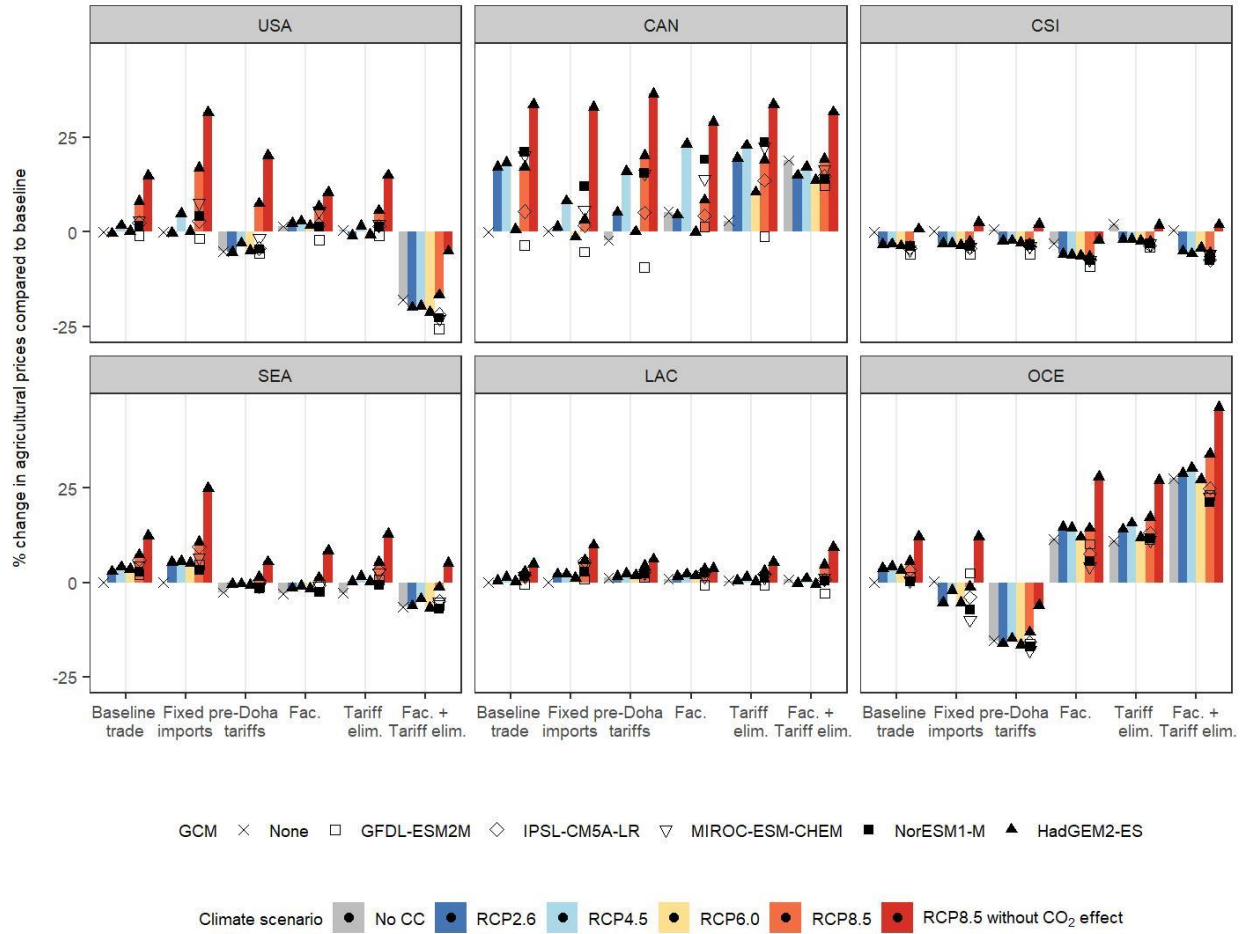 USA
CAN
CSI
25
0
-25
SEA
LAC
OCE
25
0
-25
% change in agricultural prices compared to baseline
Baseline Fixed pre-Doha Fac. Tariff Fac. +
trade imports tariffs elim. Tariff elim.
Baseline Fixed pre-Doha Fac. Tariff Fac. +
trade imports tariffs elim. Tariff elim.
Baseline Fixed pre-Doha Fac. Tariff Fac. +
trade imports tariffs elim. Tariff elim.
GCM None GFDL-ESM2M IPSL-CM5A-LR MIROC-ESM-CHEM NorESM1-M HadGEM2-ES
Climate scenario No CC RCP2.6 RCP4.5 RCP6.0 RCP8.5 RCP8.5 without CO₂ effect